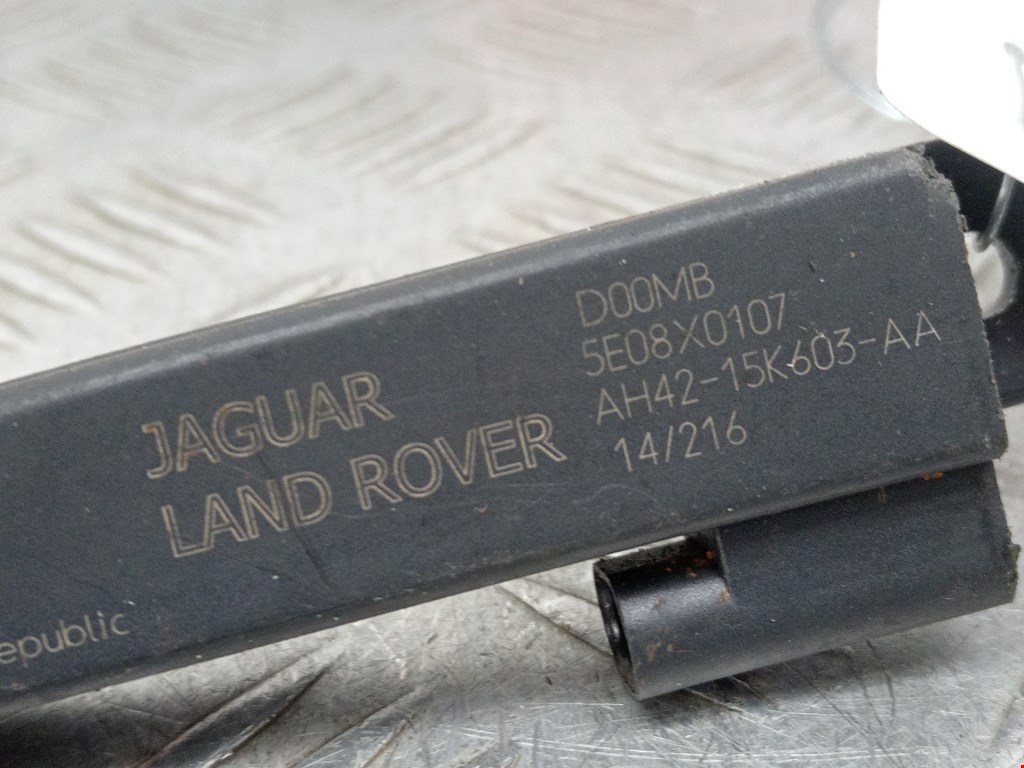 JAGUAR
LAND ROVER
D00MB
5E08X0107
AH42-15K603-AA
14/216
epublic